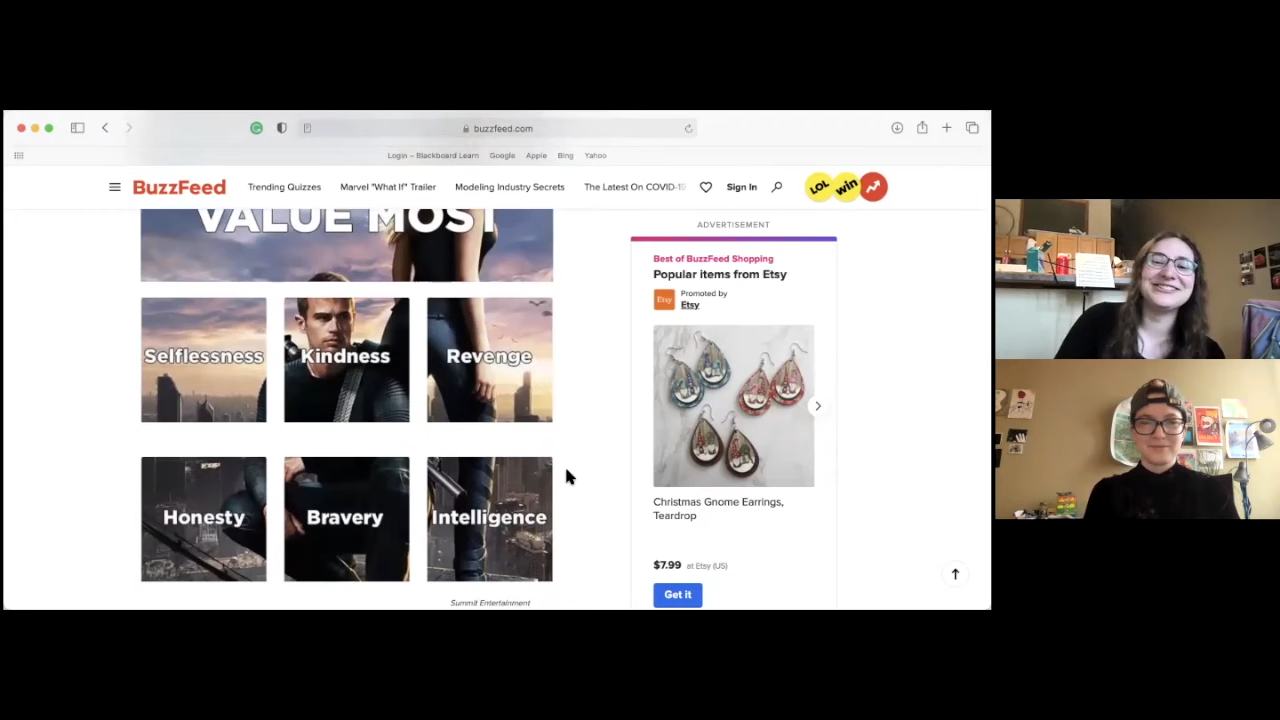 buzzfeed.com
Login – Blackboard Learn Google Apple Bing Yahoo
BuzzFeed Trending Quizzes Marvel "What If" Trailer Modeling Industry Secrets The Latest On COVID-19 Sign In LOL win
VALUE MOST
ADVERTISEMENT
Best of BuzzFeed Shopping
Popular items from Etsy
Etsy
Promoted by
Etsy
Selflessness Kindness Revenge
Honesty Bravery Intelligence
Christmas Gnome Earrings,
Teardrop
$7.99 at Etsy (US)
Get it
Summit Entertainment